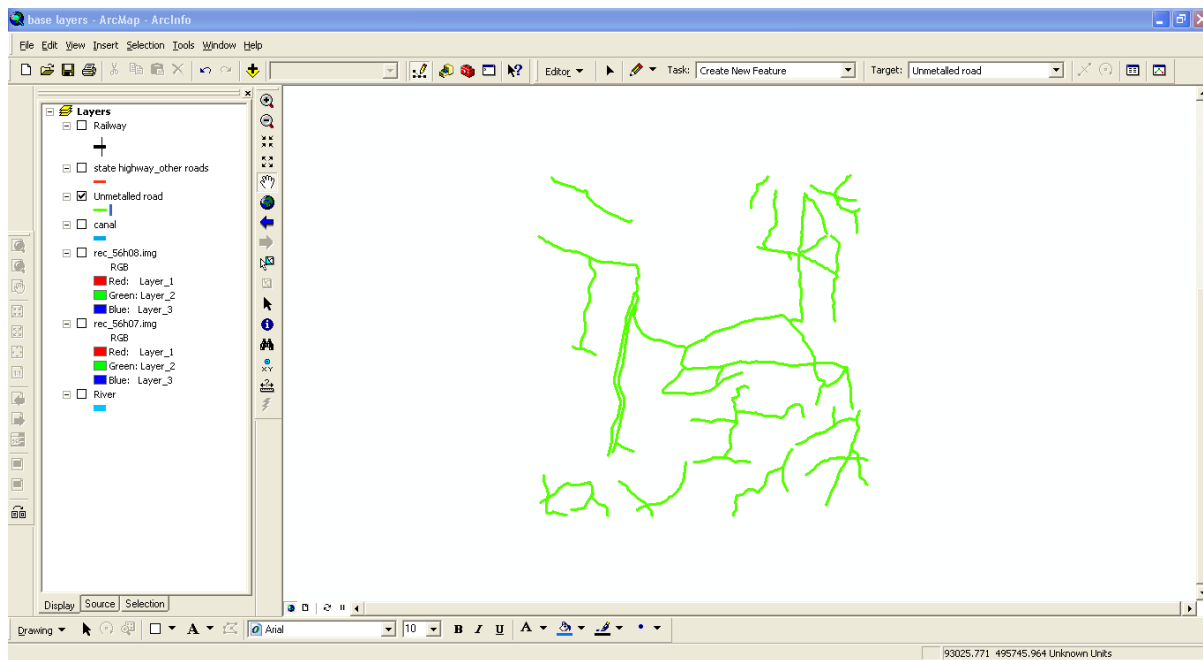 base layers - ArcMap - ArcInfo
File Edit View Insert Selection Tools Window Help
Editor Task: Create New Feature Target: Unmetalled road
Layers
Railway
state highway_other roads
Unmetalled road
canal
rec_56h08.img
RGB
Red: Layer_1
Green: Layer_2
Blue: Layer_3
rec_56h07.img
RGB
Red: Layer_1
Green: Layer_2
Blue: Layer_3
River
Display Source Selection
Drawing A Arial 10 B I U A
93025.771 495745.964 Unknown Units